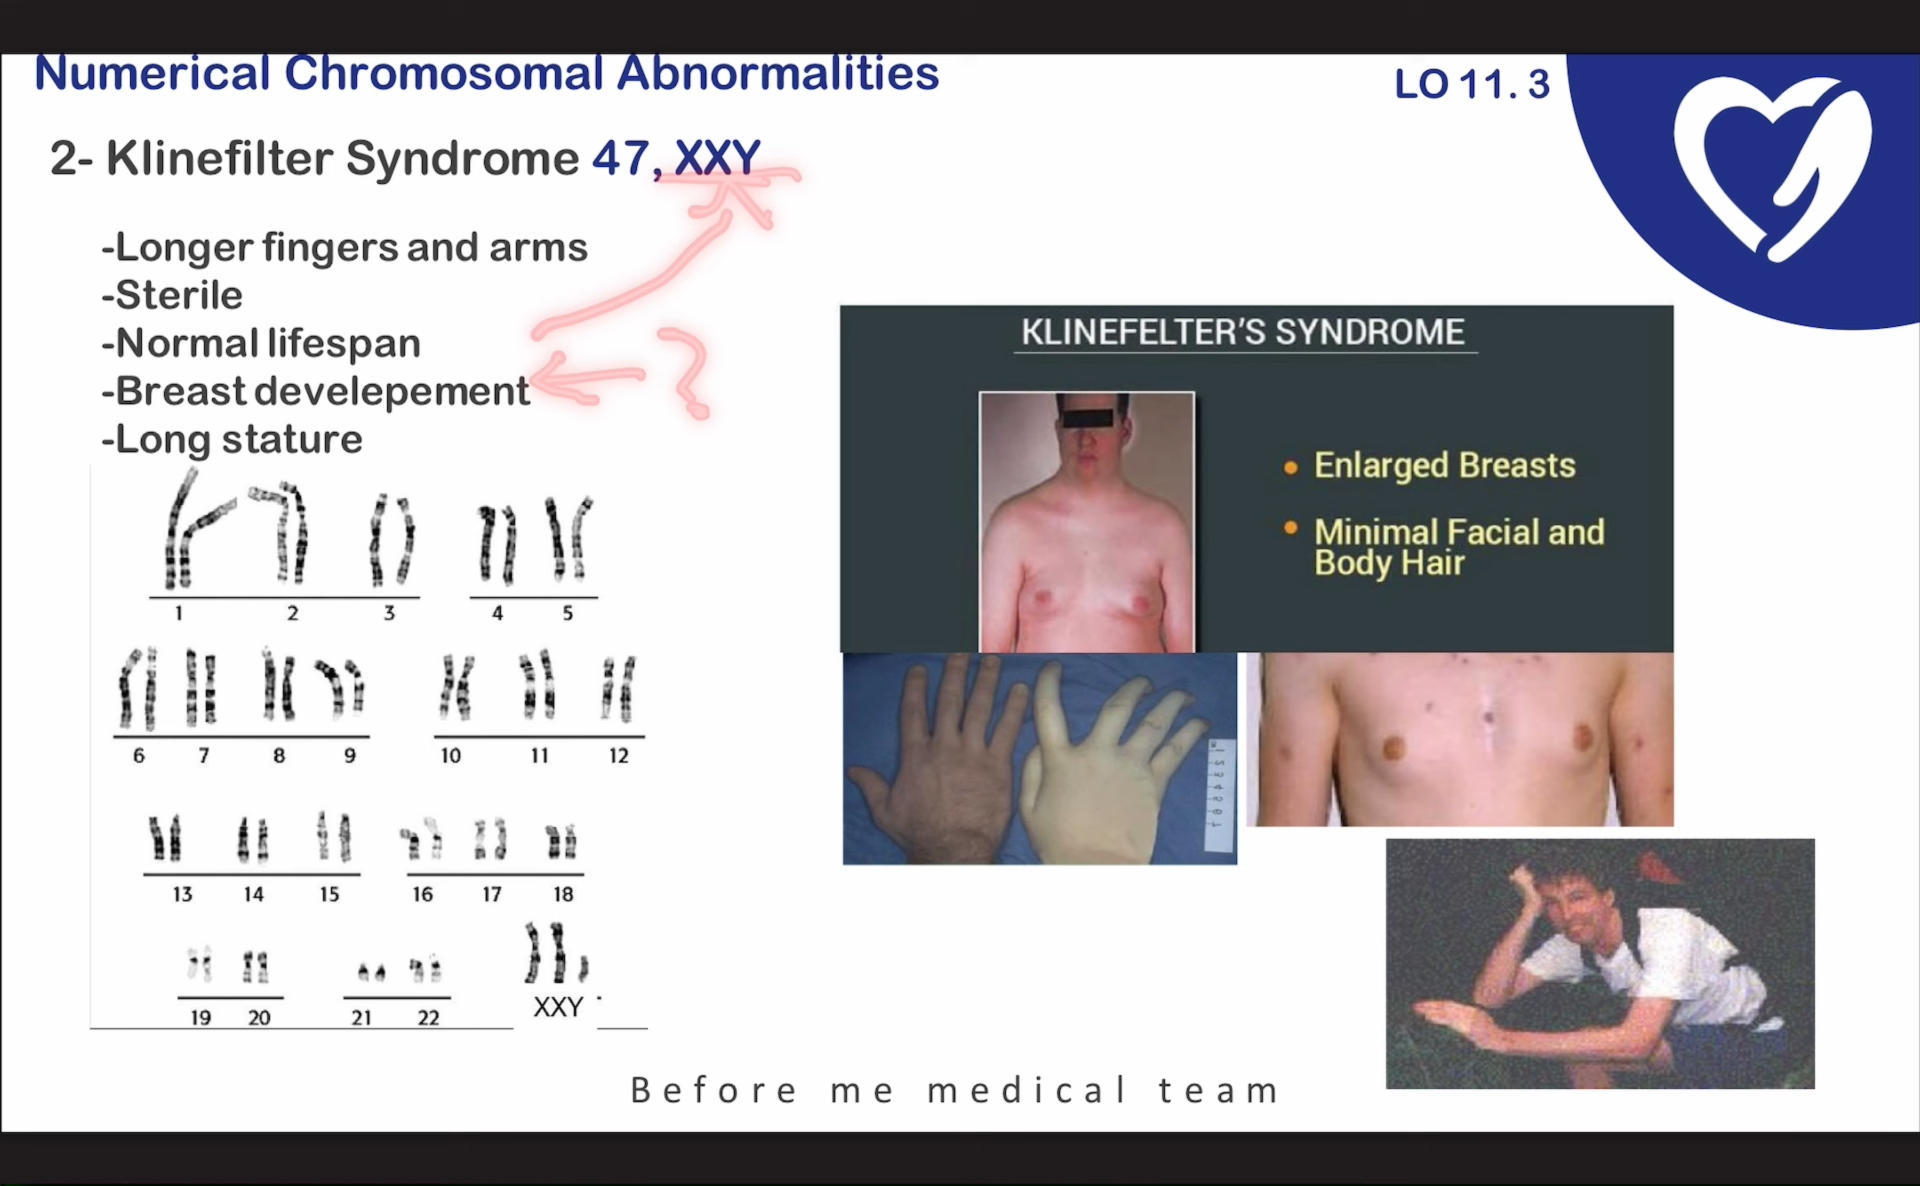 Numerical Chromosomal Abnormalities
LO 11. 3
2- Klinefilter Syndrome 47, XXY
-Longer fingers and arms
-Sterile
-Normal lifespan
-Breast develepement
-Long stature
?
KLINEFELTER'S SYNDROME
• Enlarged Breasts
• Minimal Facial and
Body Hair
1 2 3 4 5
6 7 8 9 10 11 12
13 14 15 16 17 18
19 20 21 22 XXY
Before me medical team